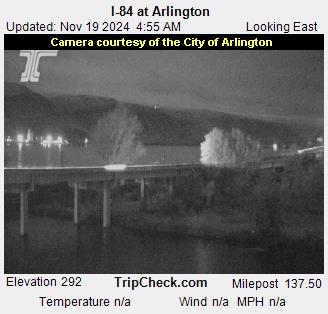 I-84 at Arlington
Updated: Nov 19 2024 4:55 AM Looking East
Camera courtesy of the City of Arlington
Elevation 292 TripCheck.com Milepost 137.50
Temperature n/a Wind n/a MPH n/a